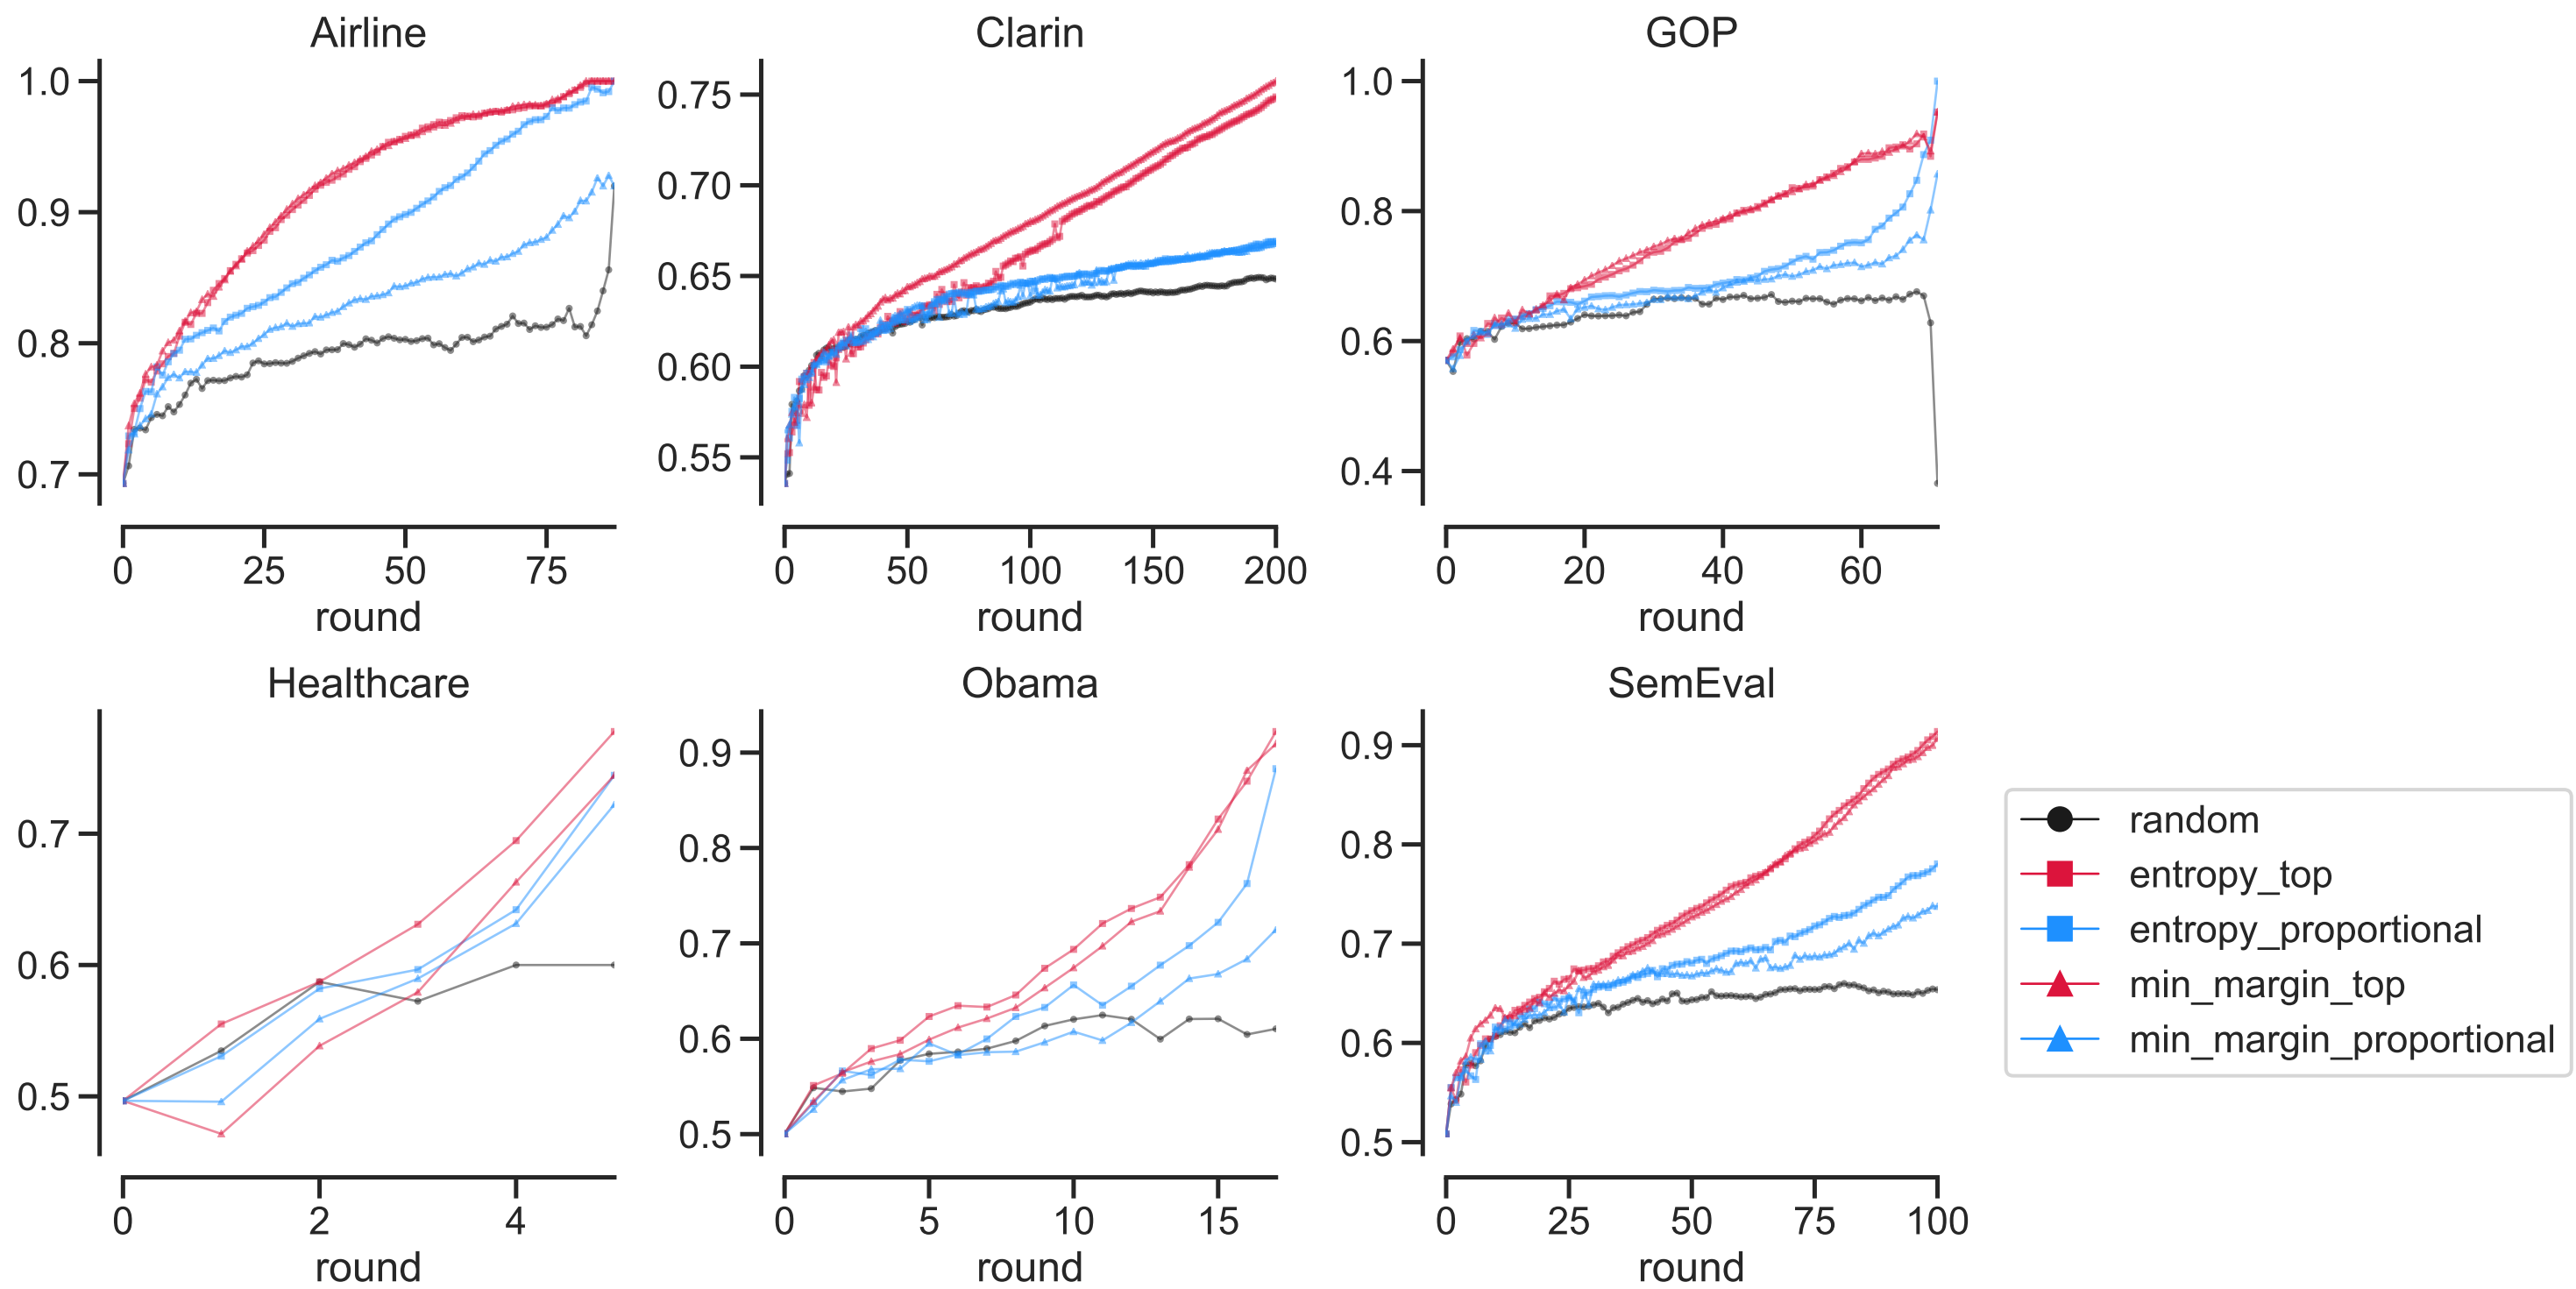 Airline
1.0
0.9
0.8
0.7
0 25 50 75
round
Clarin
0.75
0.70
0.65
0.60
0.55
0 50 100 150 200
round
GOP
1.0
0.8
0.6
0.4
0 20 40 60
round
Healthcare
0.7
0.6
0.5
0 2 4
round
Obama
0.9
0.8
0.7
0.6
0.5
0 5 10 15
round
SemEval
0.9
0.8
0.7
0.6
0.5
0 25 50 75 100
round
random
entropy_top
entropy_proportional
min_margin_top
min_margin_proportional